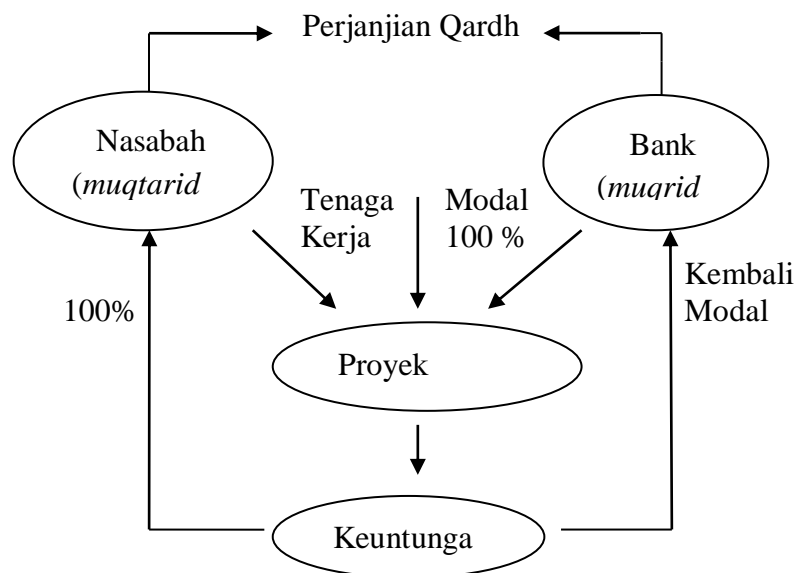 Perjanjian Qardh
Nasabah
(muqtarid
Bank
(muqrid
Tenaga
Kerja
Modal
100 %
100%
Kembali
Modal
Proyek
Keuntunga